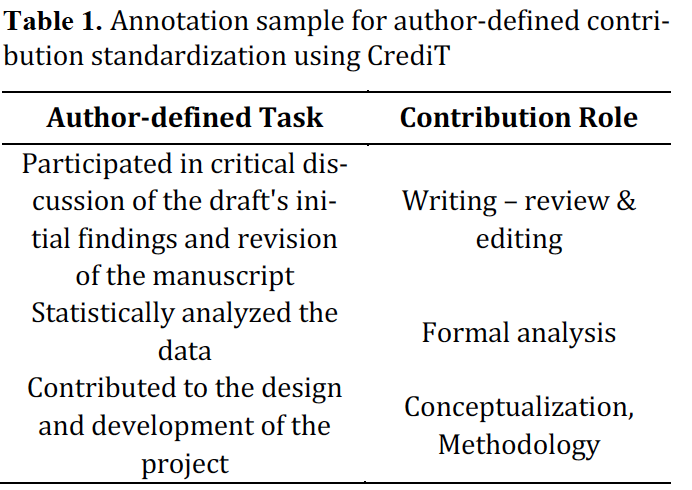 Table 1. Annotation sample for author-defined contri-
bution standardization using CrediT
Author-defined Task
Contribution Role
Participated in critical dis-
cussion of the draft's ini-
tial findings and revision
of the manuscript
Writing – review &
editing
Statistically analyzed the
data
Formal analysis
Contributed to the design
and development of the
project
Conceptualization,
Methodology